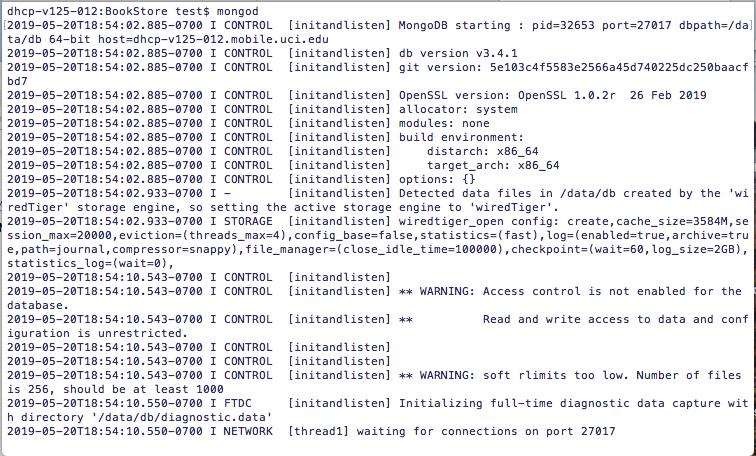 dhcp-v125-012:BookStore test$ mongod
[2019-05-20T18:54:02.885-0700 I CONTROL  [initandlisten] MongoDB starting : pid=32653 port=27017 dbpath=/da]
ta/db 64-bit host=dhcp-v125-012.mobile.uci.edu
2019-05-20T18:54:02.885-0700 I CONTROL  [initandlisten] db version v3.4.1
2019-05-20T18:54:02.885-0700 I CONTROL  [initandlisten] git version: 5e103c4f5583e2566a45d740225dc250baacf
bd7
2019-05-20T18:54:02.885-0700 I CONTROL  [initandlisten] OpenSSL version: OpenSSL 1.0.2r  26 Feb 2019
2019-05-20T18:54:02.885-0700 I CONTROL  [initandlisten] allocator: system
2019-05-20T18:54:02.885-0700 I CONTROL  [initandlisten] modules: none
2019-05-20T18:54:02.885-0700 I CONTROL  [initandlisten] build environment:
2019-05-20T18:54:02.885-0700 I CONTROL  [initandlisten]     distarch: x86_64
2019-05-20T18:54:02.885-0700 I CONTROL  [initandlisten]     target_arch: x86_64
2019-05-20T18:54:02.885-0700 I CONTROL  [initandlisten] options: {}
2019-05-20T18:54:02.933-0700 I -        [initandlisten] Detected data files in /data/db created by the 'wi
redTiger' storage engine, so setting the active storage engine to 'wiredTiger'.
2019-05-20T18:54:02.933-0700 I STORAGE  [initandlisten] wiredtiger_open config: create,cache_size=3584M,se
ssion_max=20000,eviction=(threads_max=4),config_base=false,statistics=(fast),log=(enabled=true,archive=tru
e,path=journal,compressor=snappy),file_manager=(close_idle_time=100000),checkpoint=(wait=60,log_size=2GB),
statistics_log=(wait=0),
2019-05-20T18:54:10.543-0700 I CONTROL  [initandlisten]
2019-05-20T18:54:10.543-0700 I CONTROL  [initandlisten] ** WARNING: Access control is not enabled for the
database.
2019-05-20T18:54:10.543-0700 I CONTROL  [initandlisten] **          Read and write access to data and conf
iguration is unrestricted.
2019-05-20T18:54:10.543-0700 I CONTROL  [initandlisten]
2019-05-20T18:54:10.543-0700 I CONTROL  [initandlisten]
2019-05-20T18:54:10.543-0700 I CONTROL  [initandlisten] ** WARNING: soft rlimits too low. Number of files
is 256, should be at least 1000
2019-05-20T18:54:10.550-0700 I FTDC     [initandlisten] Initializing full-time diagnostic data capture wit
h directory '/data/db/diagnostic.data'
2019-05-20T18:54:10.550-0700 I NETWORK  [thread1] waiting for connections on port 27017